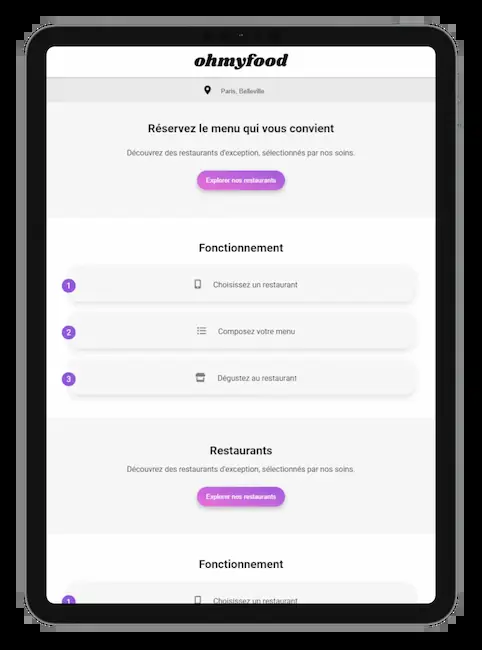 ohmyfood
Paris, Belleville
Réservez le menu qui vous convient
Découvrez des restaurants d'exception, sélectionnés par nos soins.
Explorer nos restaurants
Fonctionnement
1 Choisissez un restaurant
2 Composez votre menu
3 Dégustez au restaurant
Restaurants
Découvrez des restaurants d'exception, sélectionnés par nos soins.
Explorer nos restaurants
Fonctionnement
1 Choisissez un restaurant